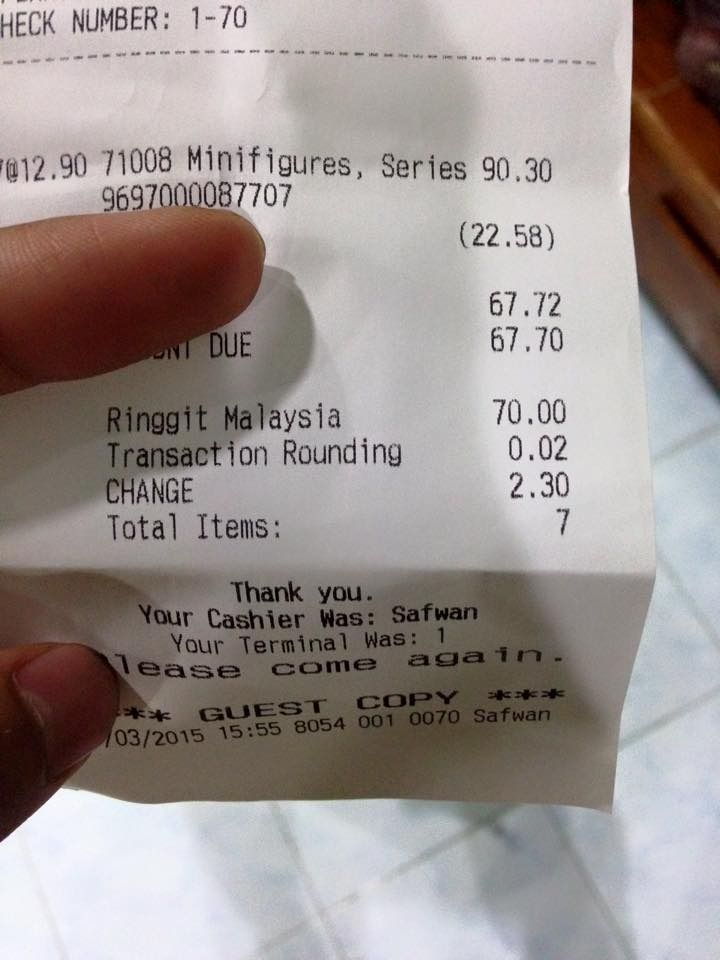 HECK NUMBER: 1-70
@12.90 71008 Minifigures, Series 90.30
9697000087707
(22.58)
67.72
DUE 67.70
Ringgit Malaysia 70.00
Transaction Rounding 0.02
CHANGE 2.30
Total Items: 7
Thank you.
Your Cashier Was: Safwan
Your Terminal Was: 1
lease come again.
*** GUEST COPY ***
/03/2015 15:55 8054 001 0070 Safwan